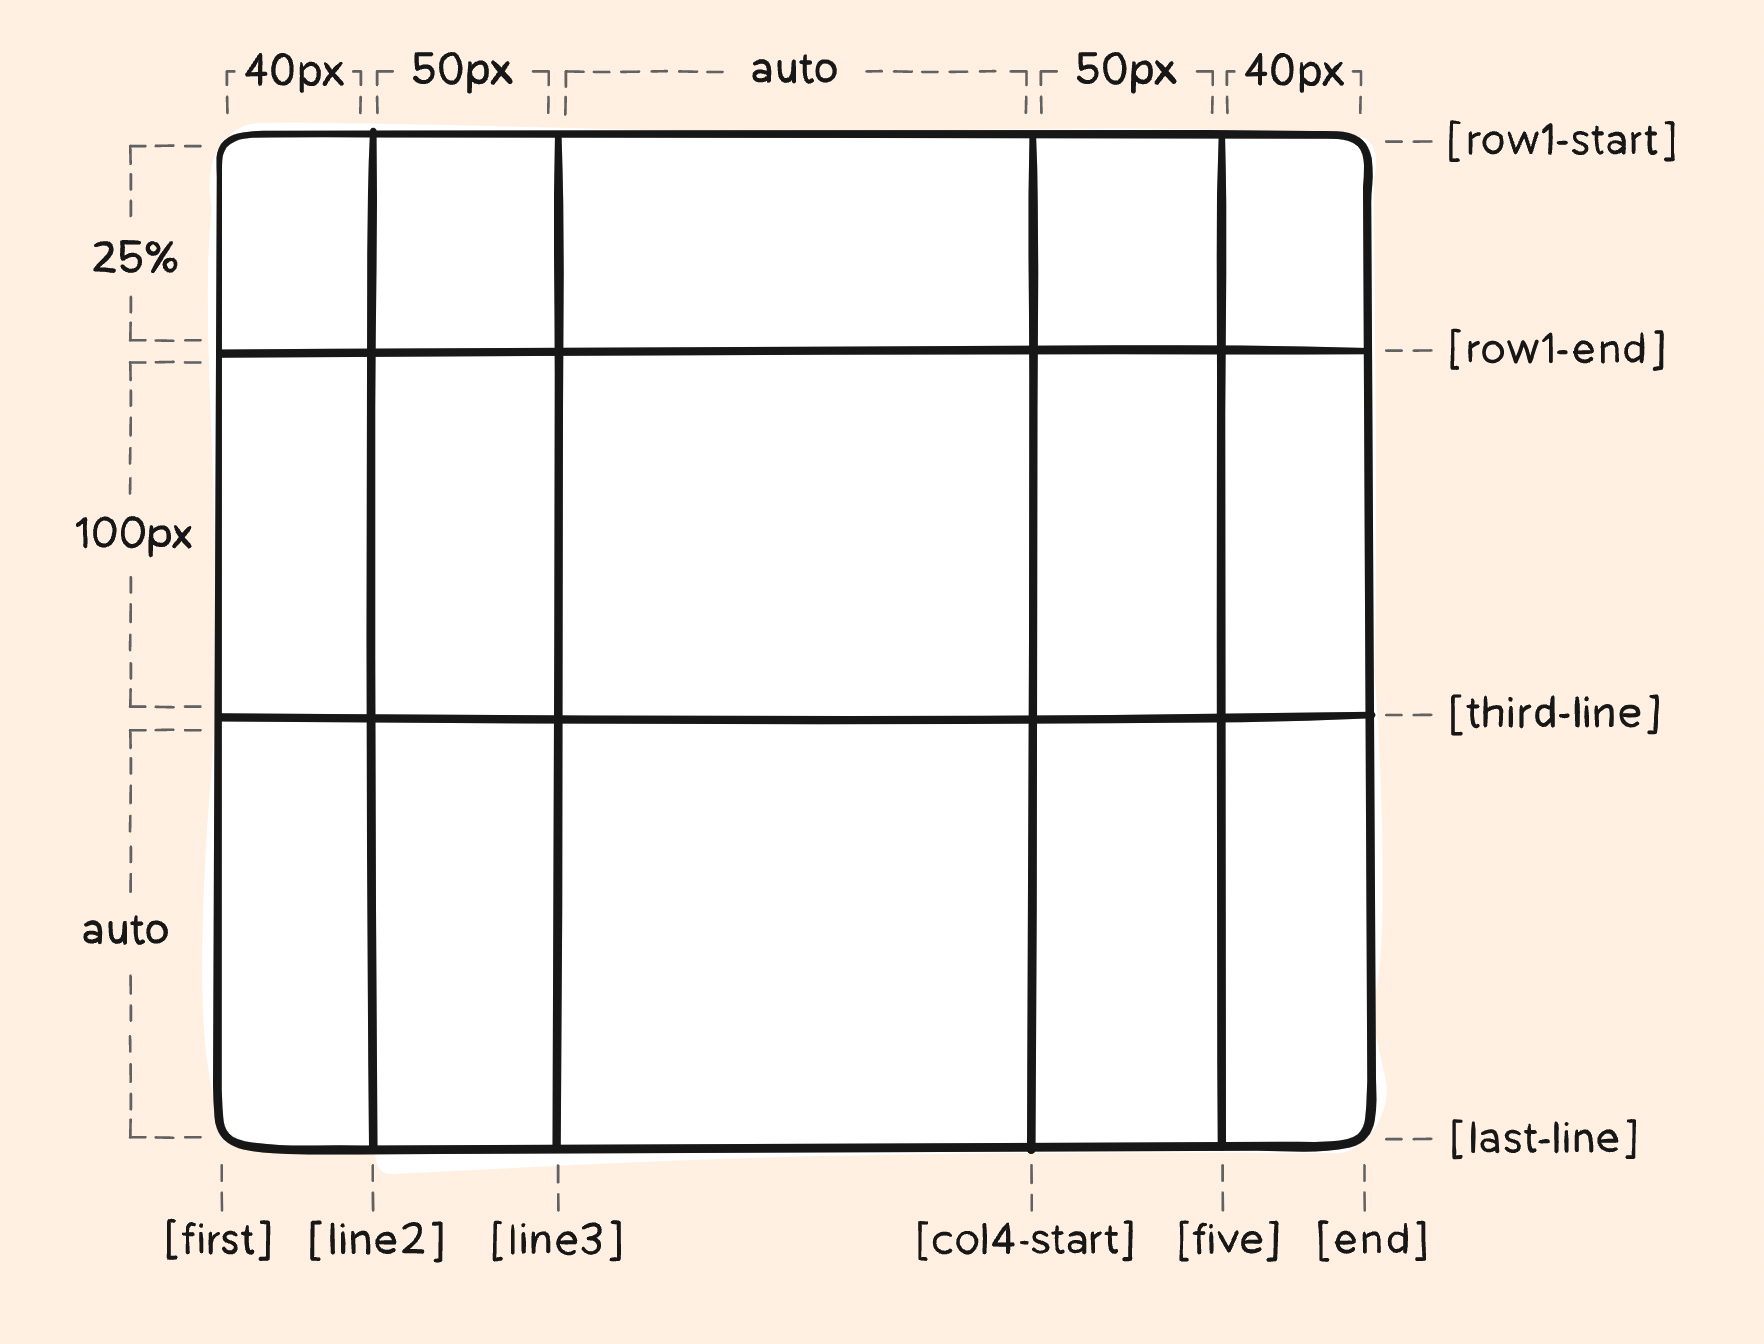 40px 50px auto 50px 40px
[row1-start]
25%
[row1-end]
100px
[third-line]
auto
[last-line]
[first] [line2] [line3] [col4-start] [five] [end]